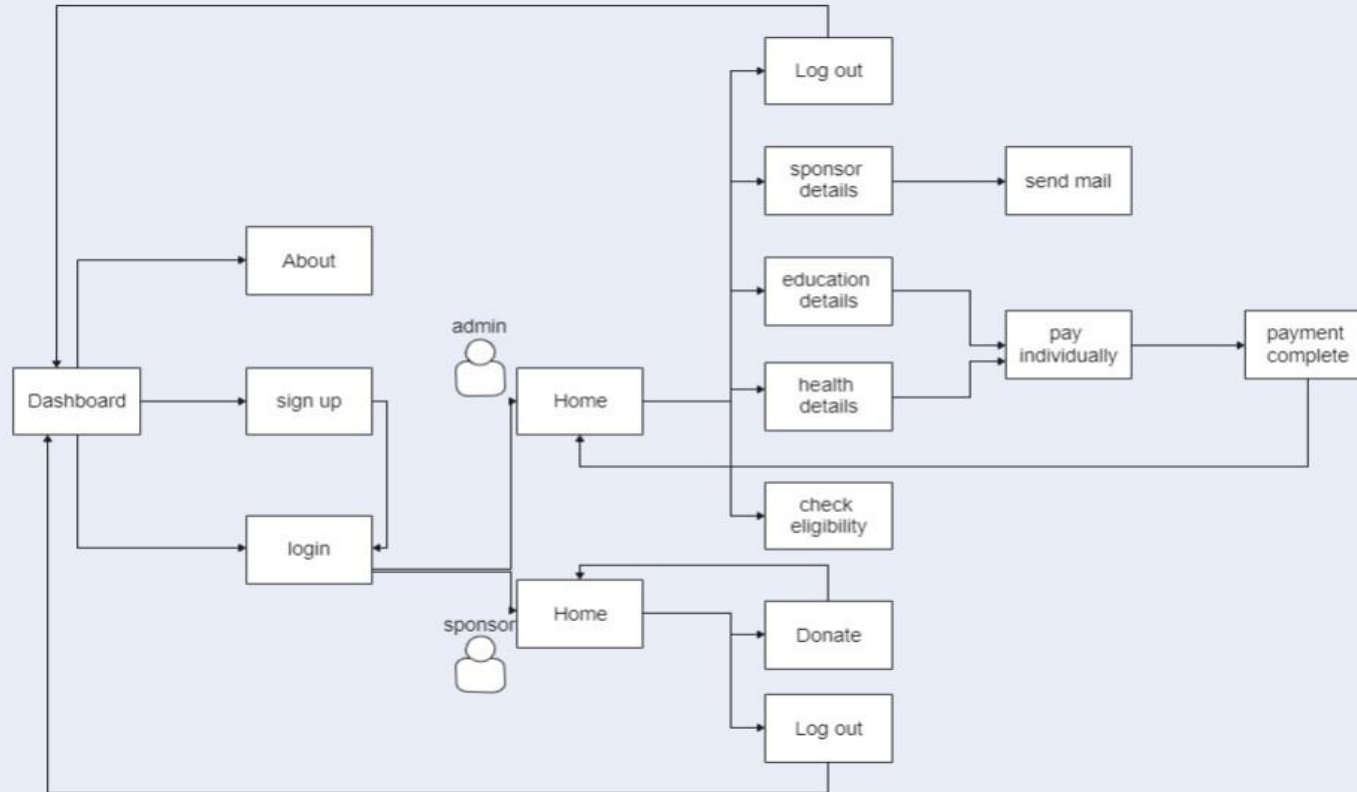 Log out
sponsor
details
send mail
About
education
details
admin
pay
individually
payment
complete
Dashboard
sign up
Home
health
details
check
eligibility
login
Home
sponsor
Donate
Log out